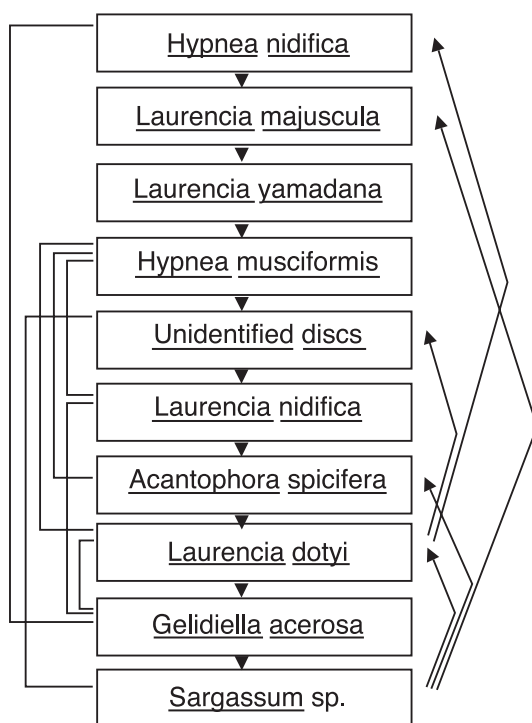 Hypnea nidifica
Laurencia majuscula
Laurencia yamadana
Hypnea musciformis
Unidentified discs
Laurencia nidifica
Acantophora spicifera
Laurencia dotyi
Gelidiella acerosa
Sargassum sp.